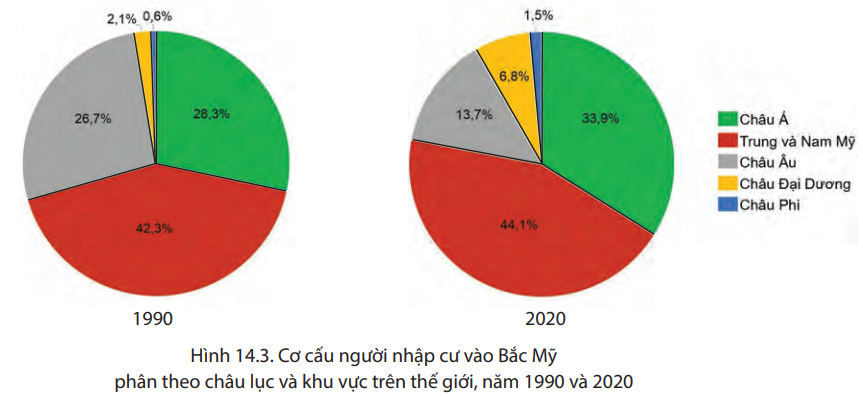 2,1%
0,6%
26,7%
28,3%
42,3%
1990
1,5%
6,8%
13,7%
33,9%
44,1%
2020
Châu Á
Trung và Nam Mỹ
Châu Âu
Châu Đại Dương
Châu Phi
Hình 14.3. Cơ cấu người nhập cư vào Bắc Mỹ
phân theo châu lục và khu vực trên thế giới, năm 1990 và 2020